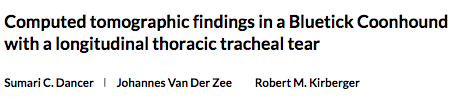 Computed tomographic findings in a Bluetick Coonhound
with a longitudinal thoracic tracheal tear
Sumari C. Dancer | Johannes Van Der Zee Robert M. Kirberger